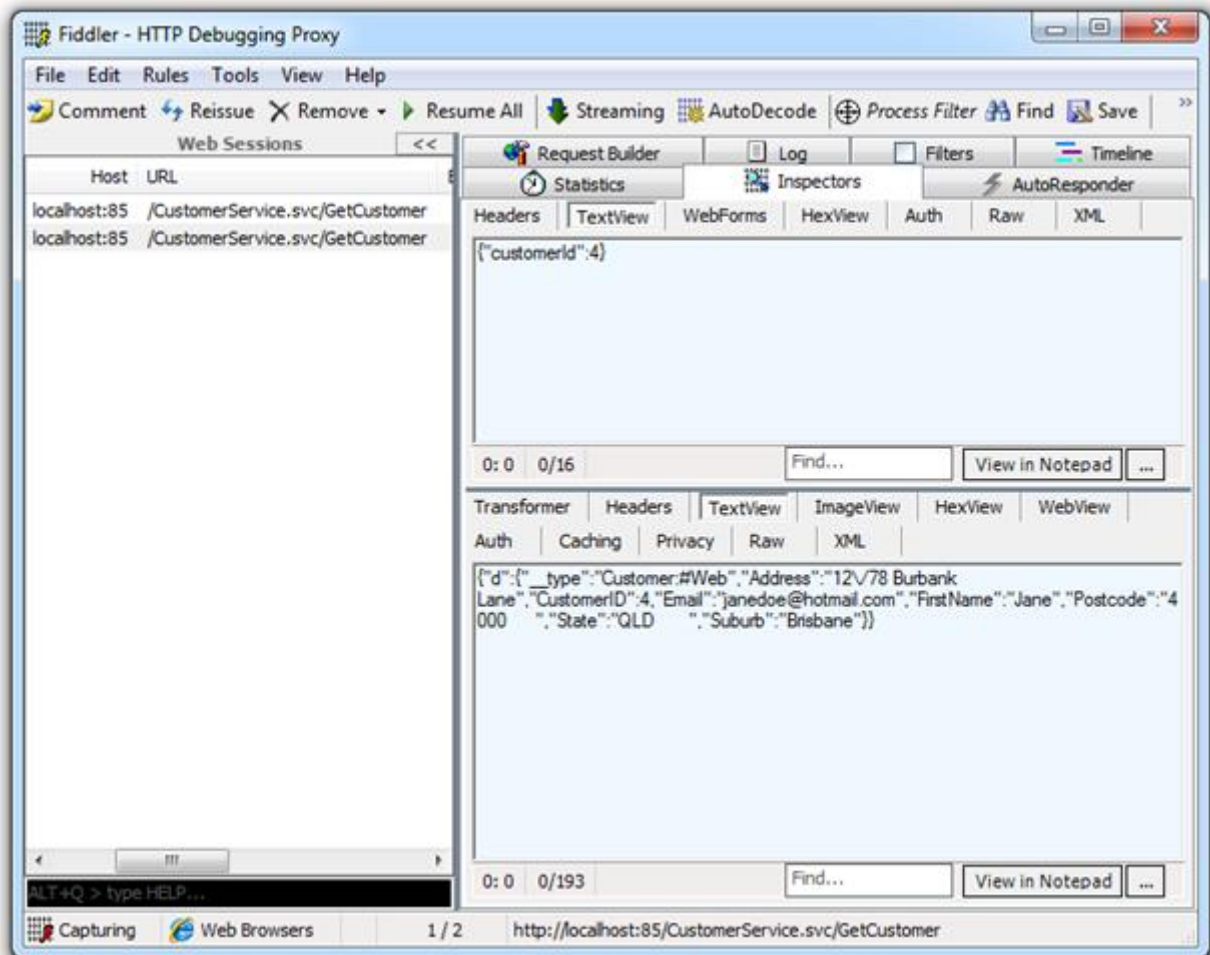 Fiddler - HTTP Debugging Proxy
File Edit Rules Tools View Help
Comment Reissue Remove Resume All Streaming AutoDecode Process Filter Find Save »
Web Sessions <<
Host URL
localhost:85 /CustomerService.svc/GetCustomer
localhost:85 /CustomerService.svc/GetCustomer
ALT+Q > type HELP...
Request Builder Log Filters Timeline
Statistics Inspectors AutoResponder
Headers TextView WebForms HexView Auth Raw XML
{"customerId":4}
0: 0 0/16 Find... View in Notepad ...
Transformer Headers TextView ImageView HexView WebView
Auth Caching Privacy Raw XML
{"d":{"__type":"Customer:#Web","Address":"12\/78 Burbank
Lane","CustomerID":4,"Email":"janedoe@hotmail.com","FirstName":"Jane","Postcode":"4
000      ","State":"QLD       ","Suburb":"Brisbane"}}
0: 0 0/193 Find... View in Notepad ...
Capturing Web Browsers 1 / 2 http://localhost:85/CustomerService.svc/GetCustomer